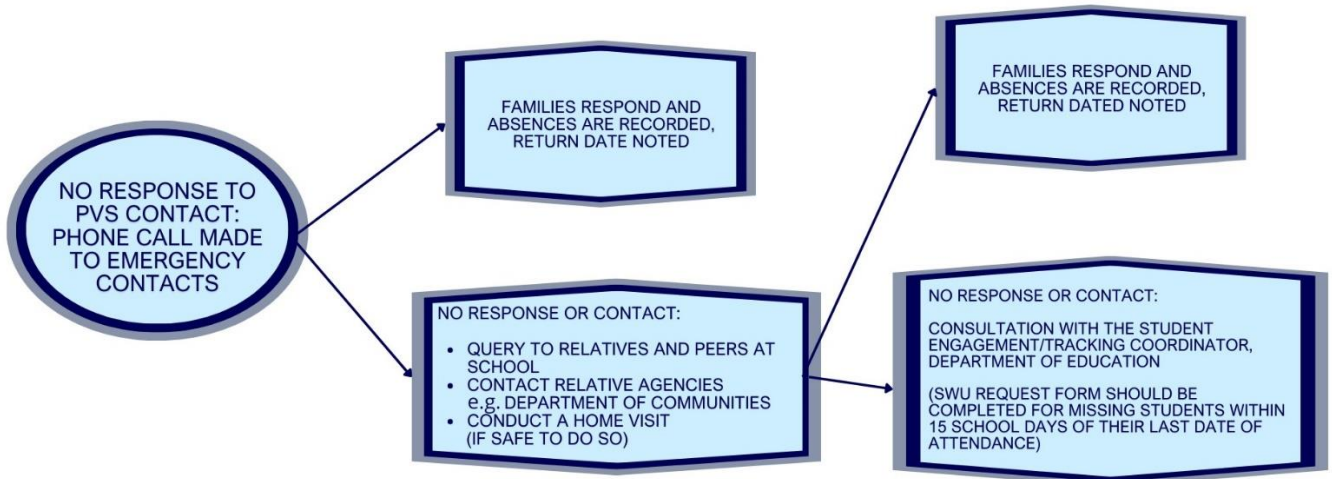 NO RESPONSE TO
PVS CONTACT:
PHONE CALL MADE
TO EMERGENCY
CONTACTS
FAMILIES RESPOND AND
ABSENCES ARE RECORDED,
RETURN DATE NOTED
NO RESPONSE OR CONTACT:
• QUERY TO RELATIVES AND PEERS AT
SCHOOL
• CONTACT RELATIVE AGENCIES
e.g. DEPARTMENT OF COMMUNITIES
• CONDUCT A HOME VISIT
(IF SAFE TO DO SO)
FAMILIES RESPOND AND
ABSENCES ARE RECORDED,
RETURN DATED NOTED
NO RESPONSE OR CONTACT:
CONSULTATION WITH THE STUDENT
ENGAGEMENT/TRACKING COORDINATOR,
DEPARTMENT OF EDUCATION
(SWU REQUEST FORM SHOULD BE
COMPLETED FOR MISSING STUDENTS WITHIN
15 SCHOOL DAYS OF THEIR LAST DATE OF
ATTENDANCE)